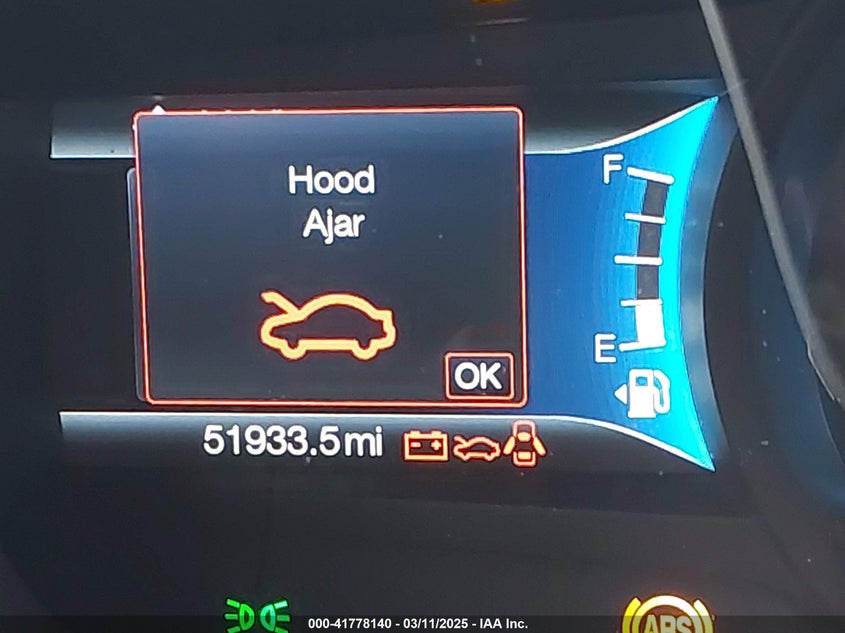 Hood
Ajar
F
E
OK
51933.5mi
ABS
000-41778140 - 03/11/2025 - IAA Inc.